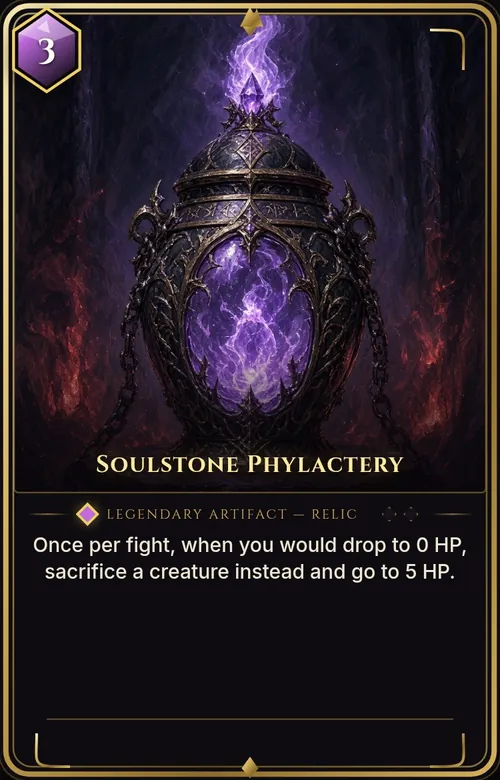 3
SOULSTONE PHYLACTERY
LEGENDARY ARTIFACT — RELIC
Once per fight, when you would drop to 0 HP,
sacrifice a creature instead and go to 5 HP.